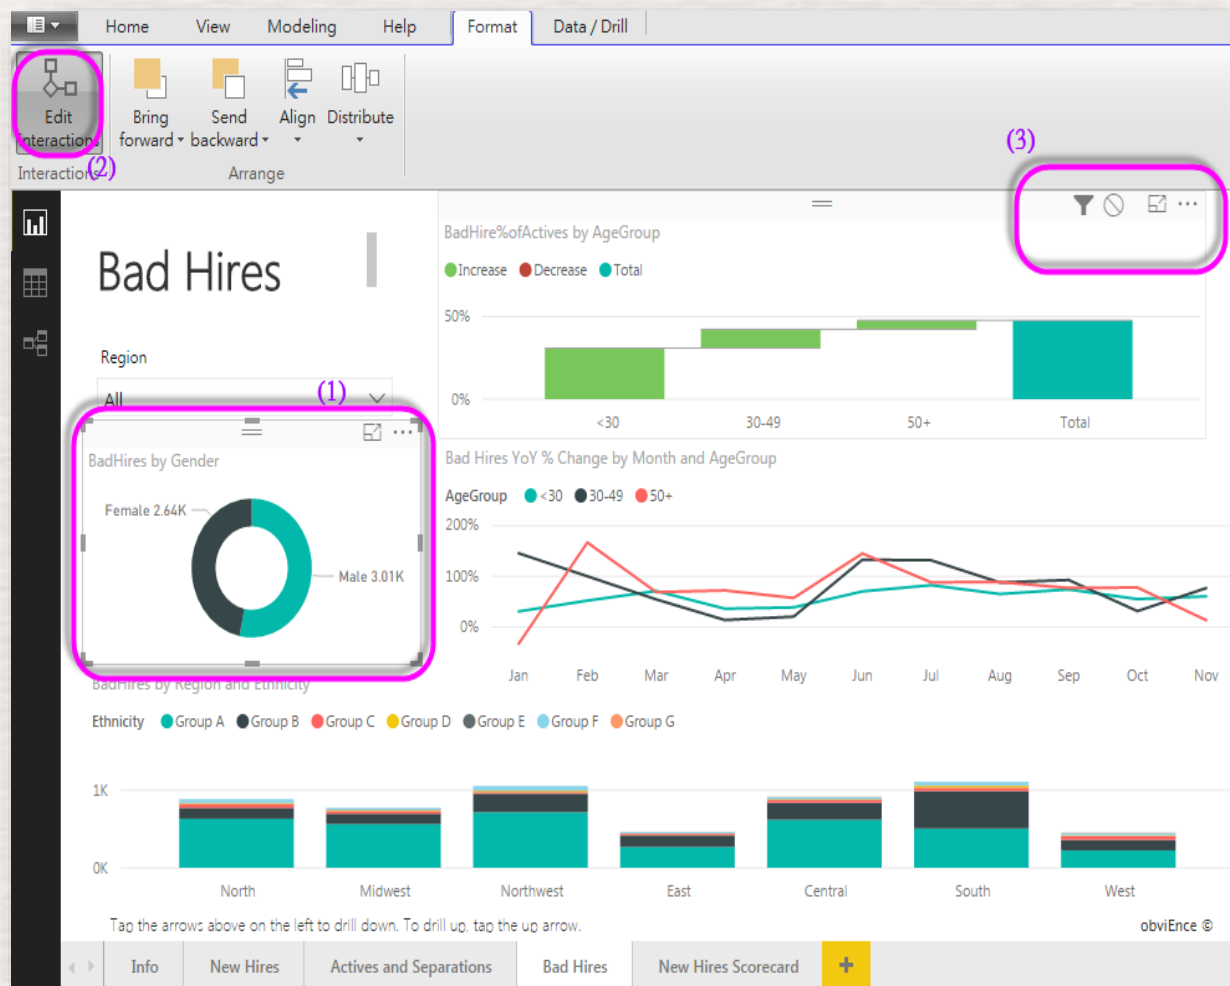 Home View Modeling Help Format Data / Drill
Edit interactions
Bring forward
Send backward
Align
Distribute
(2)
Interactions
Arrange
(3)
Bad Hires
Region
All
(1)
BadHires by Gender
Female 2.64K
Male 3.01K
BadHire%ofActives by AgeGroup
Increase Decrease Total
50%
0%
<30 30-49 50+ Total
Bad Hires YoY % Change by Month and AgeGroup
AgeGroup <30 30-49 50+
200%
100%
0%
Jan Feb Mar Apr May Jun Jul Aug Sep Oct Nov
BadHires by Region and Ethnicity
Ethnicity Group A Group B Group C Group D Group E Group F Group G
1K
0K
North Midwest Northwest East Central South West
Tap the arrows above on the left to drill down. To drill up, tap the up arrow.
obviEnce ©
Info New Hires Actives and Separations Bad Hires New Hires Scorecard +